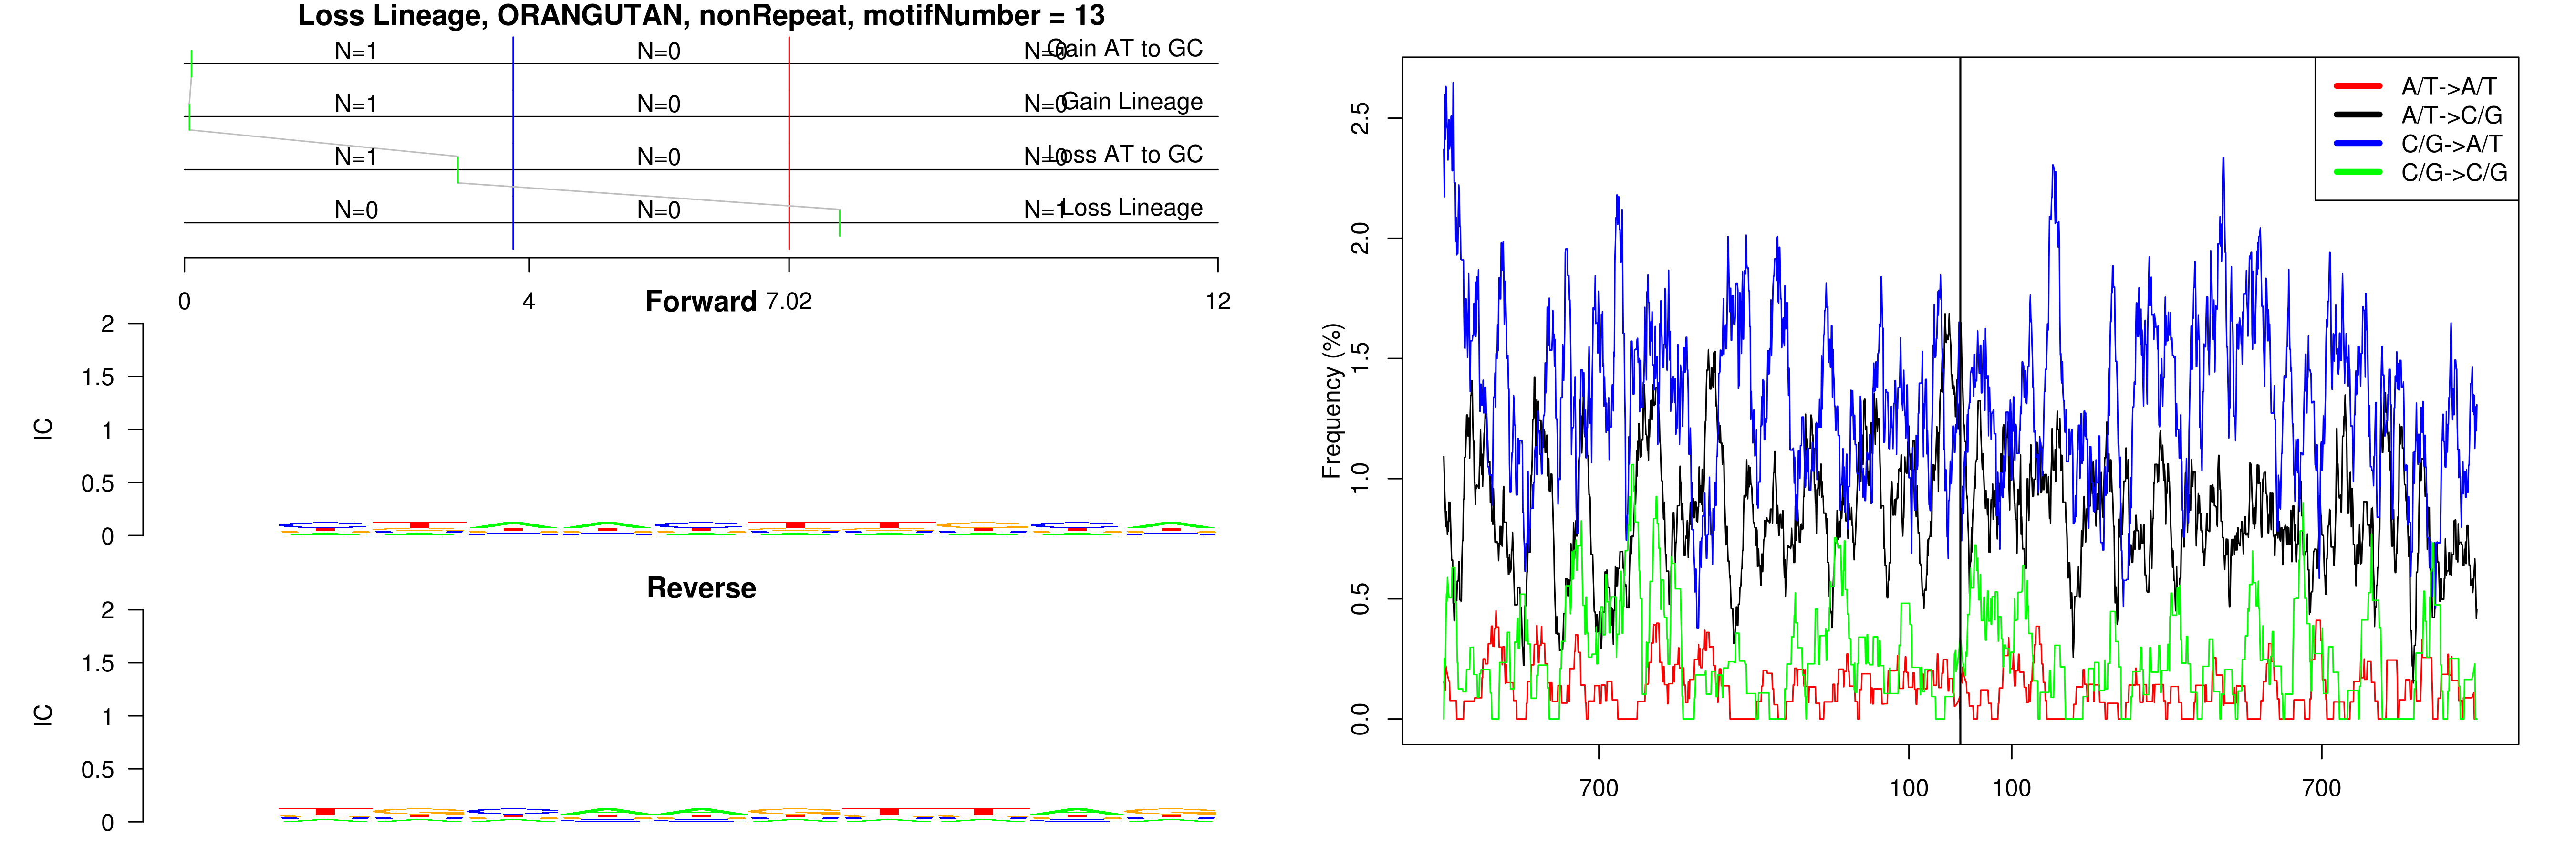 Loss Lineage, ORANGUTAN, nonRepeat, motifNumber = 13
N=1 N=0 N=0 Gain AT to GC
N=1 N=0 N=0 Gain Lineage
N=1 N=0 N=0 Loss AT to GC
N=0 N=0 N=1 Loss Lineage
0 4 7.02 12
Forward
2
1.5
1
0.5
0
IC
C T A A C T T G C A
Reverse
2
1.5
1
0.5
0
IC
T G C A A G T T A G
Frequency (%)
2.5
2.0
1.5
1.0
0.5
0.0
700 100 100 700
A/T->A/T
A/T->C/G
C/G->A/T
C/G->C/G